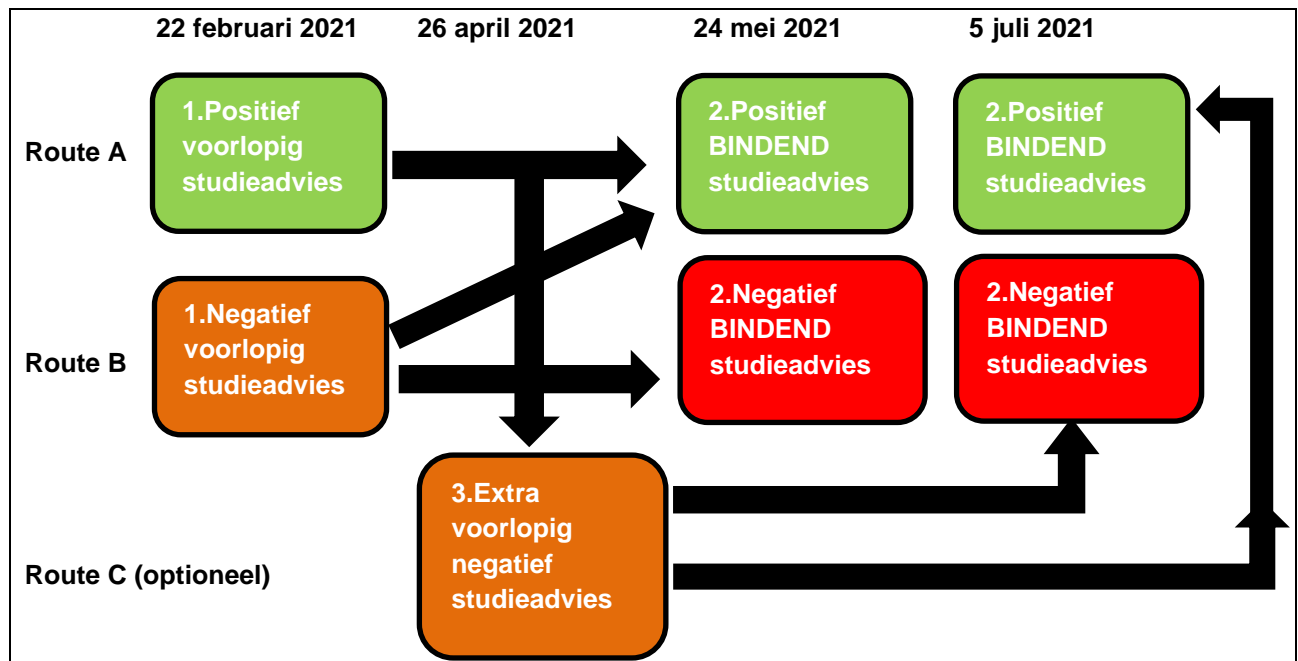 22 februari 2021 26 april 2021 24 mei 2021 5 juli 2021
Route A
1.Positief
voorlopig
studieadvies
2.Positief
BINDEND
studieadvies
2.Positief
BINDEND
studieadvies
Route B
1.Negatief
voorlopig
studieadvies
2.Negatief
BINDEND
studieadvies
2.Negatief
BINDEND
studieadvies
Route C (optioneel)
3.Extra
voorlopig
negatief
studieadvies